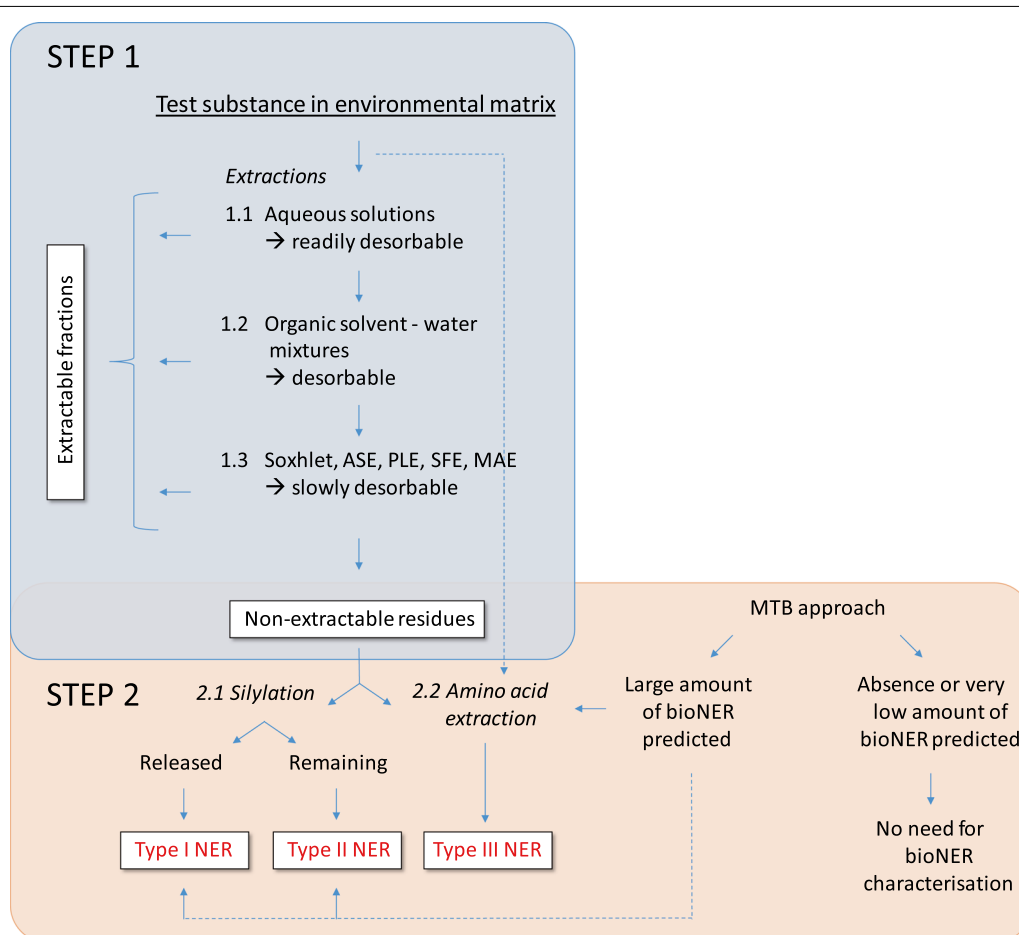 STEP 1
Test substance in environmental matrix
Extractions
1.1 Aqueous solutions
→ readily desorbable
1.2 Organic solvent - water
mixtures
→ desorbable
1.3 Soxhlet, ASE, PLE, SFE, MAE
→ slowly desorbable
Extractable fractions
Non-extractable residues
STEP 2
2.1 Silylation
2.2 Amino acid
extraction
Released
Remaining
Type I NER
Type II NER
Type III NER
MTB approach
Large amount
of bioNER
predicted
Absence or very
low amount of
bioNER predicted
No need for
bioNER
characterisation